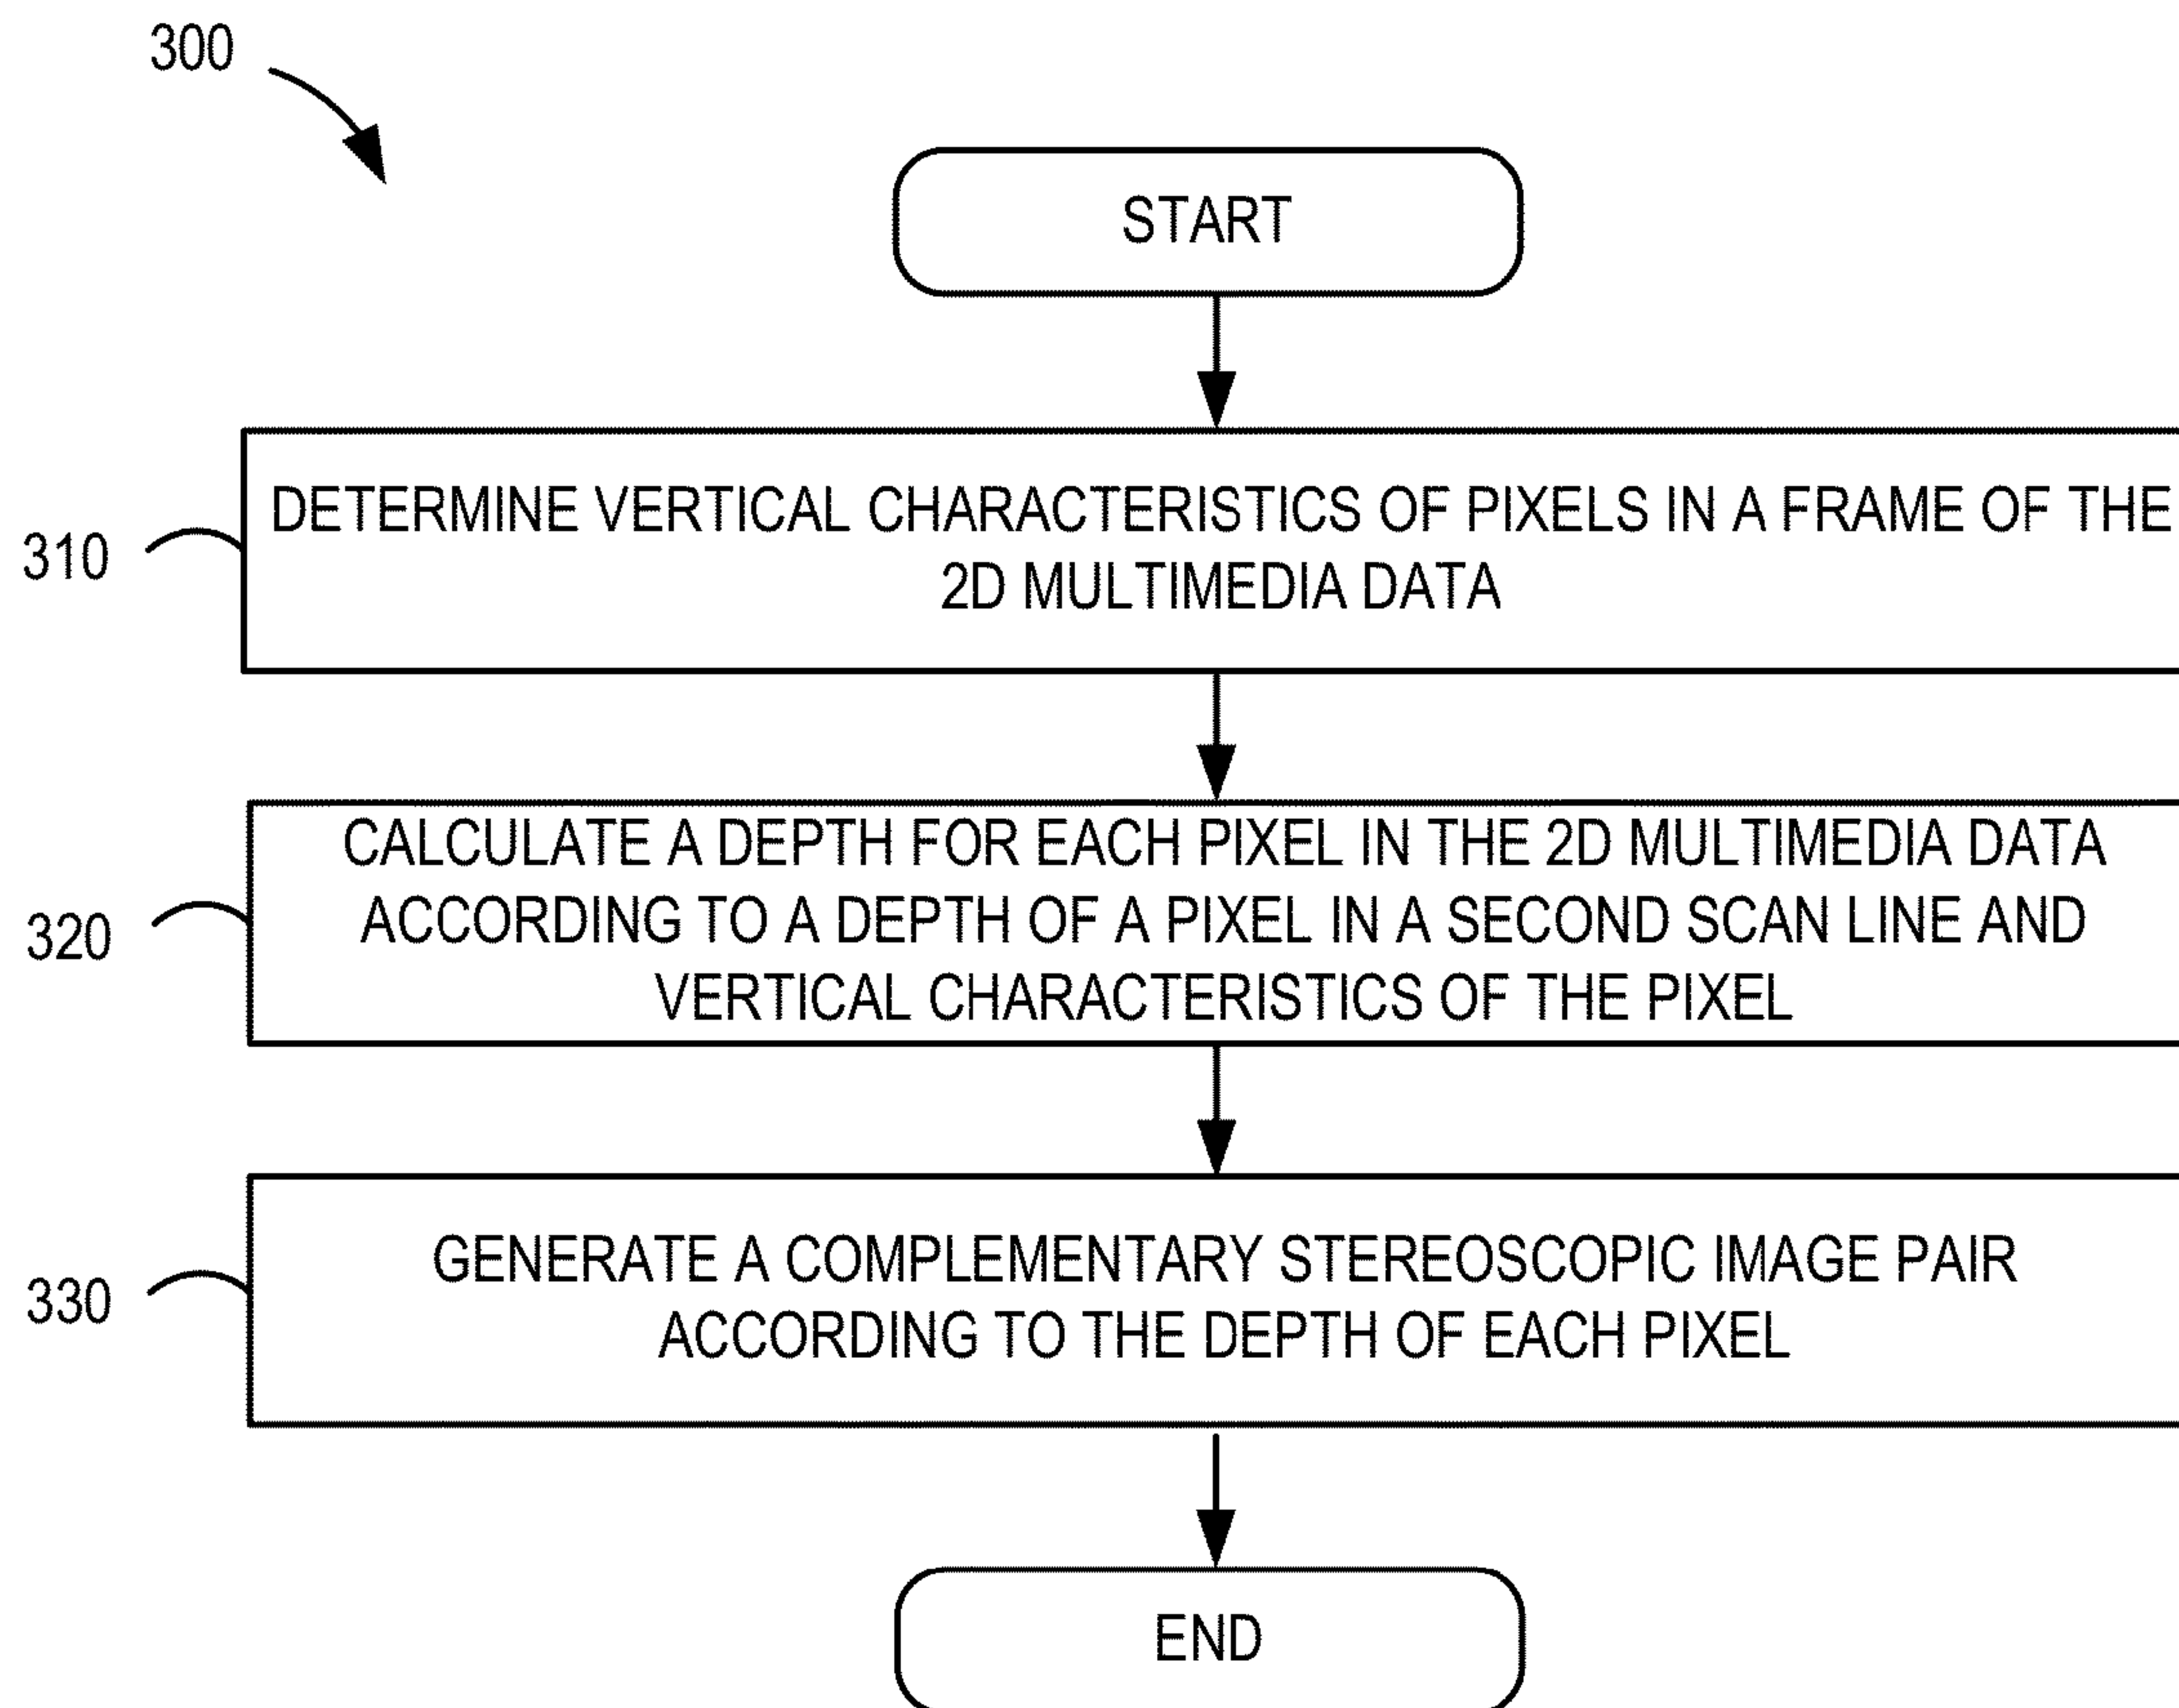 300
START
310
DETERMINE VERTICAL CHARACTERISTICS OF PIXELS IN A FRAME OF THE
2D MULTIMEDIA DATA
320
CALCULATE A DEPTH FOR EACH PIXEL IN THE 2D MULTIMEDIA DATA
ACCORDING TO A DEPTH OF A PIXEL IN A SECOND SCAN LINE AND
VERTICAL CHARACTERISTICS OF THE PIXEL
330
GENERATE A COMPLEMENTARY STEREOSCOPIC IMAGE PAIR
ACCORDING TO THE DEPTH OF EACH PIXEL
END